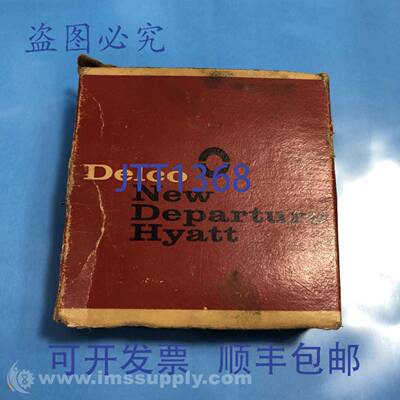 盗图必究
Delco
JTT1368
New
Departure
Hyatt
可开发票 顺丰包邮
© www.imssupply.com